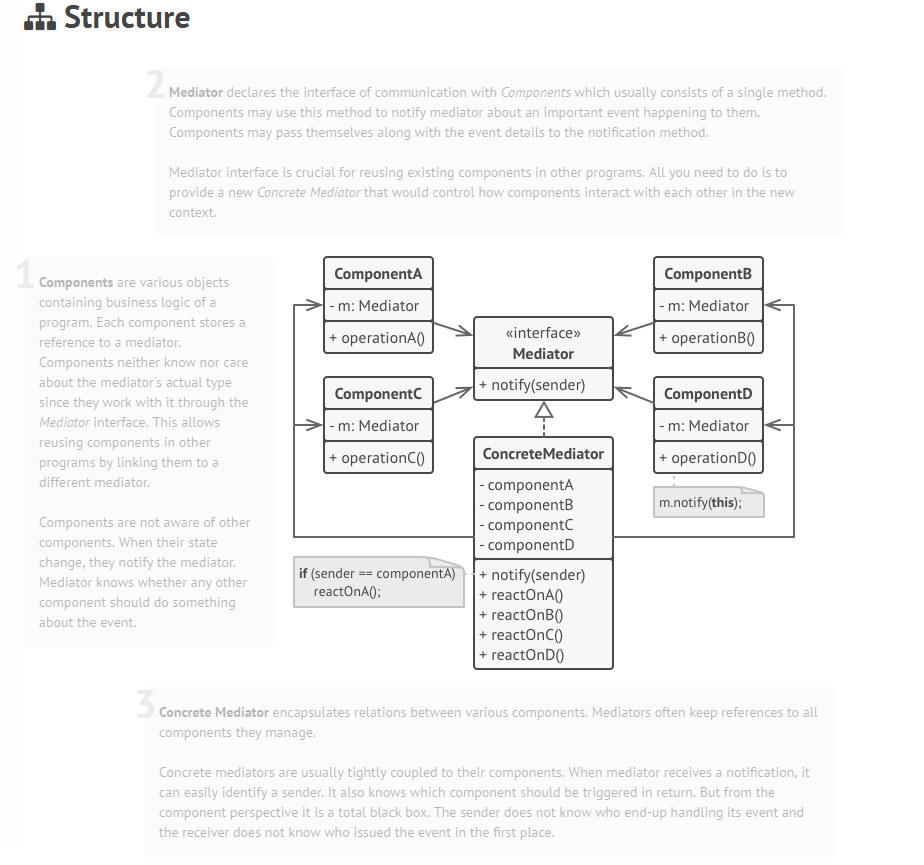 Structure
2
Mediator declares the interface of communication with Components which usually consists of a single method.
Components may use this method to notify mediator about an important event happening to them.
Components may pass themselves along with the event details to the notification method.
Mediator interface is crucial for reusing existing components in other programs. All you need to do is to
provide a new Concrete Mediator that would control how components interact with each other in the new
context.
1
Components are various objects
containing business logic of a
program. Each component stores a
reference to a mediator.
Components neither know nor care
about the mediator's actual type
since they work with it through the
Mediator interface. This allows
reusing components in other
programs by linking them to a
different mediator.
Components are not aware of other
components. When their state
change, they notify the mediator.
Mediator knows whether any other
component should do something
about the event.
ComponentA
- m: Mediator
+ operationA()
ComponentB
- m: Mediator
+ operationB()
«interface»
Mediator
+ notify(sender)
ComponentC
- m: Mediator
+ operationC()
ComponentD
- m: Mediator
+ operationD()
m.notify(this);
ConcreteMediator
- componentA
- componentB
- componentC
- componentD
+ notify(sender)
+ reactOnA()
+ reactOnB()
+ reactOnC()
+ reactOnD()
if (sender == componentA)
reactOnA();
3
Concrete Mediator encapsulates relations between various components. Mediators often keep references to all
components they manage.
Concrete mediators are usually tightly coupled to their components. When mediator receives a notification, it
can easily identify a sender. It also knows which component should be triggered in return. But from the
component perspective it is a total black box. The sender does not know who end-up handling its event and
the receiver does not know who issued the event in the first place.